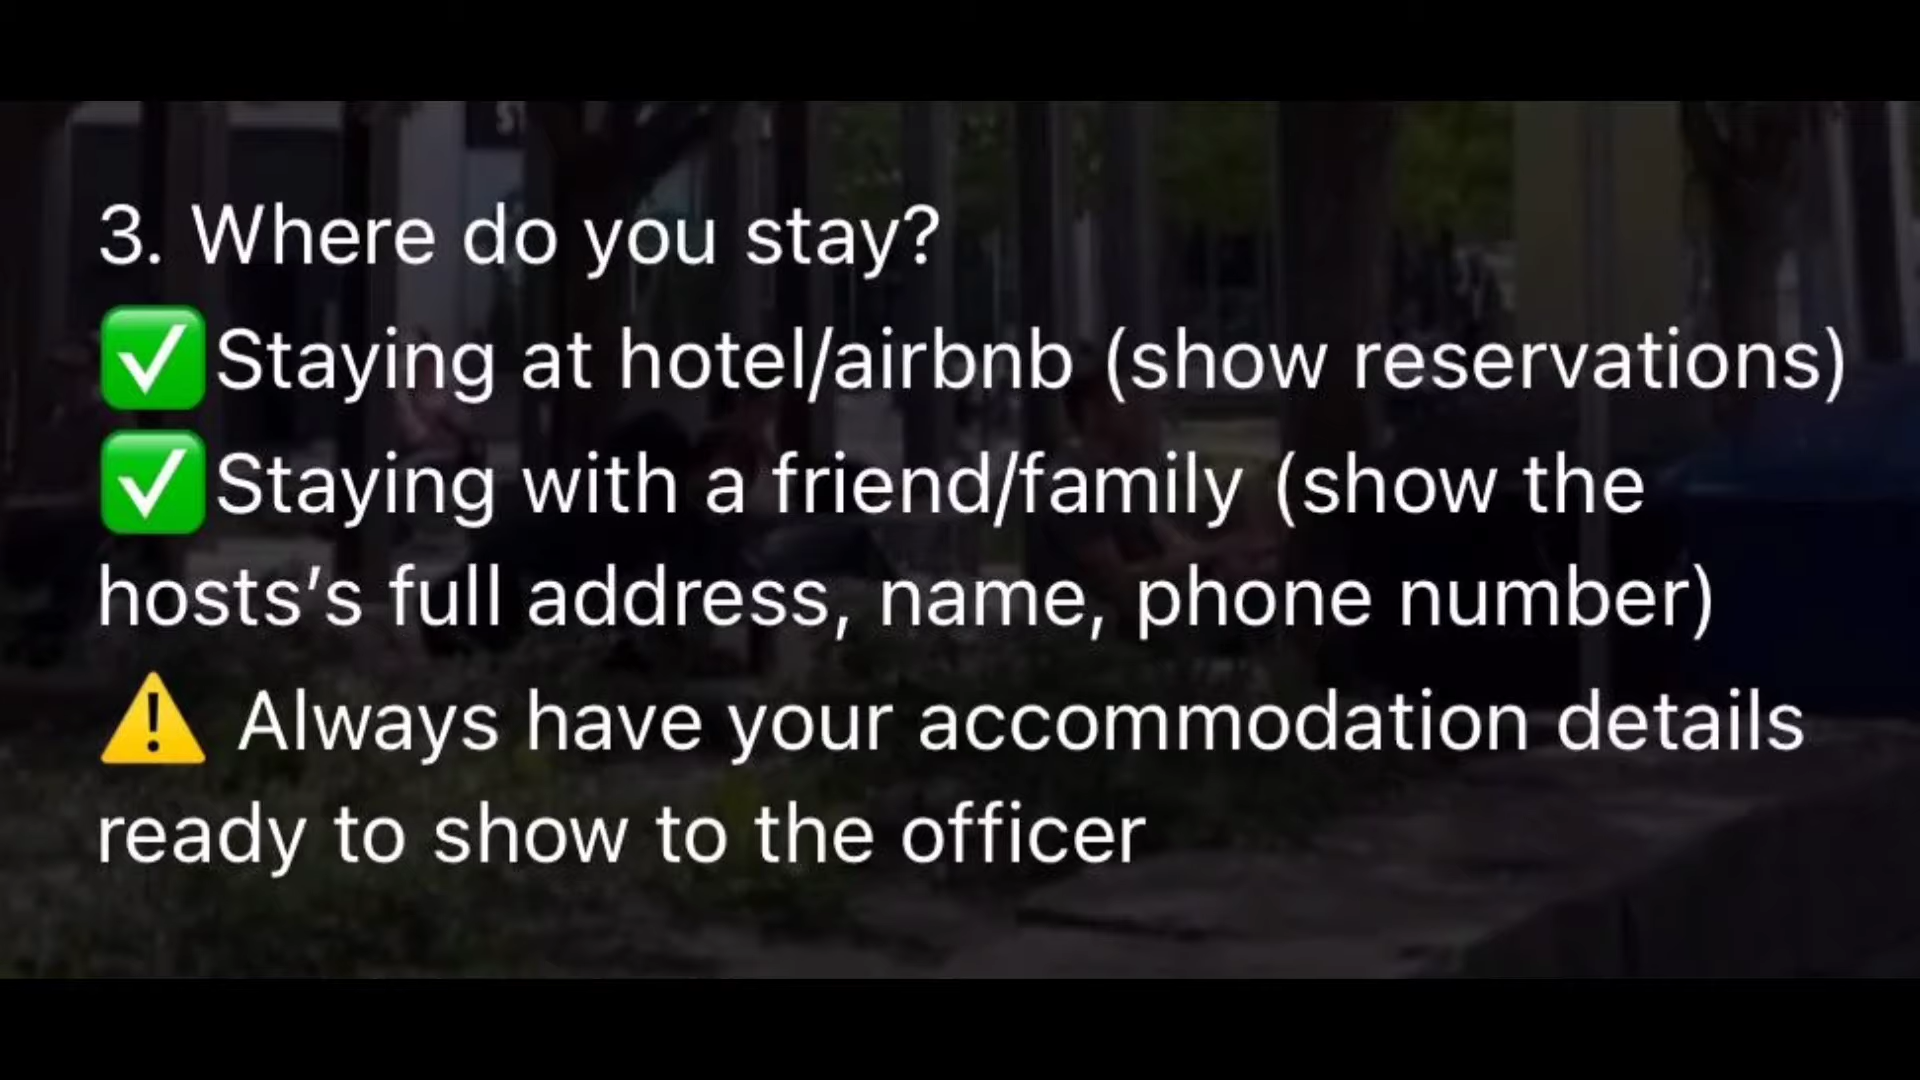 3. Where do you stay?
✅Staying at hotel/airbnb (show reservations)
✅Staying with a friend/family (show the
hosts’s full address, name, phone number)
⚠️ Always have your accommodation details
ready to show to the officer